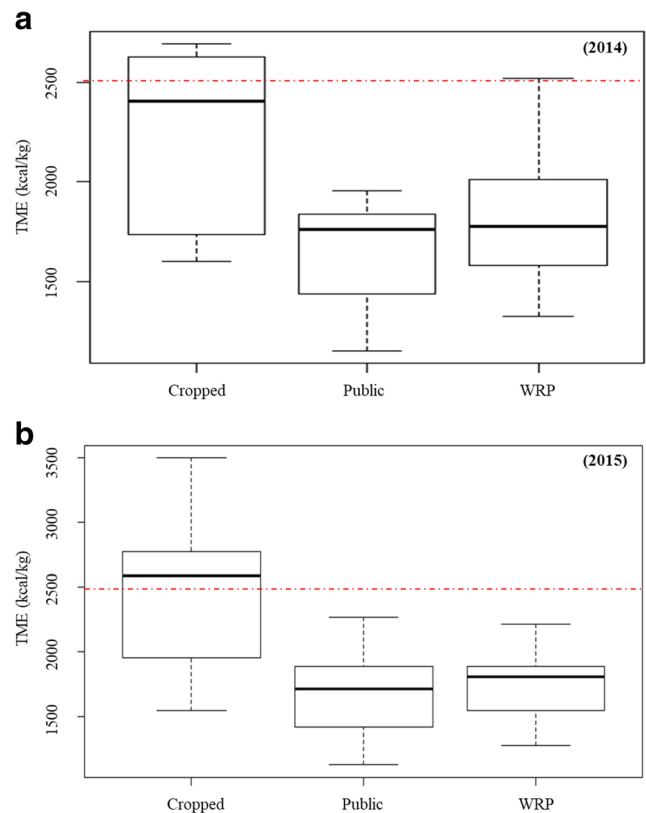 a
(2014)
TME (kcal/kg)
2500
2000
1500
Cropped Public WRP
b
(2015)
TME (kcal/kg)
3500
3000
2500
2000
1500
Cropped Public WRP